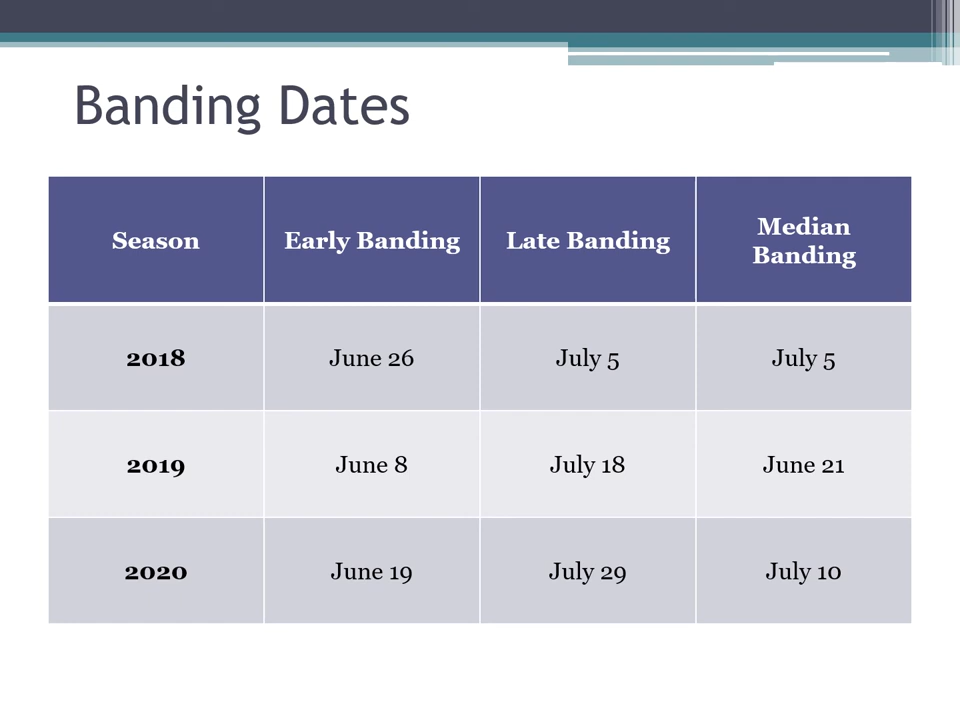 Banding Dates
Season Early Banding Late Banding Median Banding
2018 June 26 July 5 July 5
2019 June 8 July 18 June 21
2020 June 19 July 29 July 10